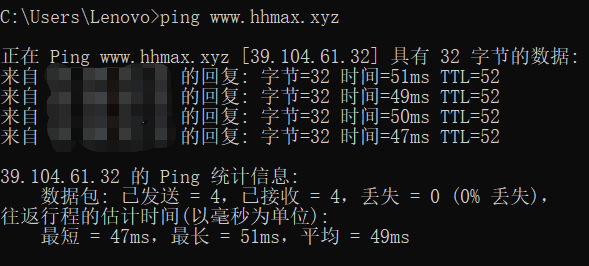 C:\Users\Lenovo>ping www.hhmax.xyz
正在 Ping www.hhmax.xyz [39.104.61.32] 具有 32 字节的数据:
来自 的回复: 字节=32 时间=51ms TTL=52
来自 的回复: 字节=32 时间=49ms TTL=52
来自 的回复: 字节=32 时间=50ms TTL=52
来自 的回复: 字节=32 时间=47ms TTL=52
39.104.61.32 的 Ping 统计信息:
数据包: 已发送 = 4，已接收 = 4，丢失 = 0 (0% 丢失)，
往返行程的估计时间(以毫秒为单位):
最短 = 47ms，最长 = 51ms，平均 = 49ms